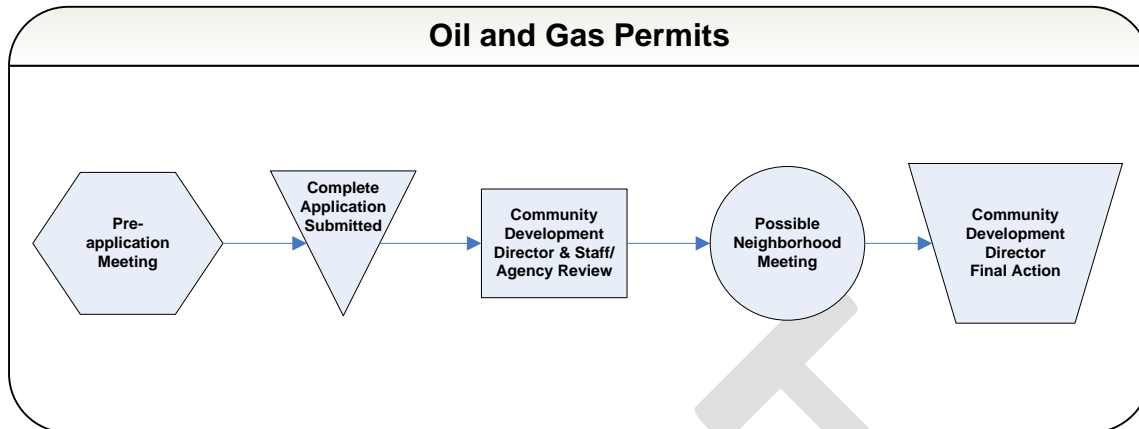 Oil and Gas Permits
Pre-
application
Meeting
Complete
Application
Submitted
Community
Development
Director & Staff/
Agency Review
Possible
Neighborhood
Meeting
Community
Development
Director
Final Action